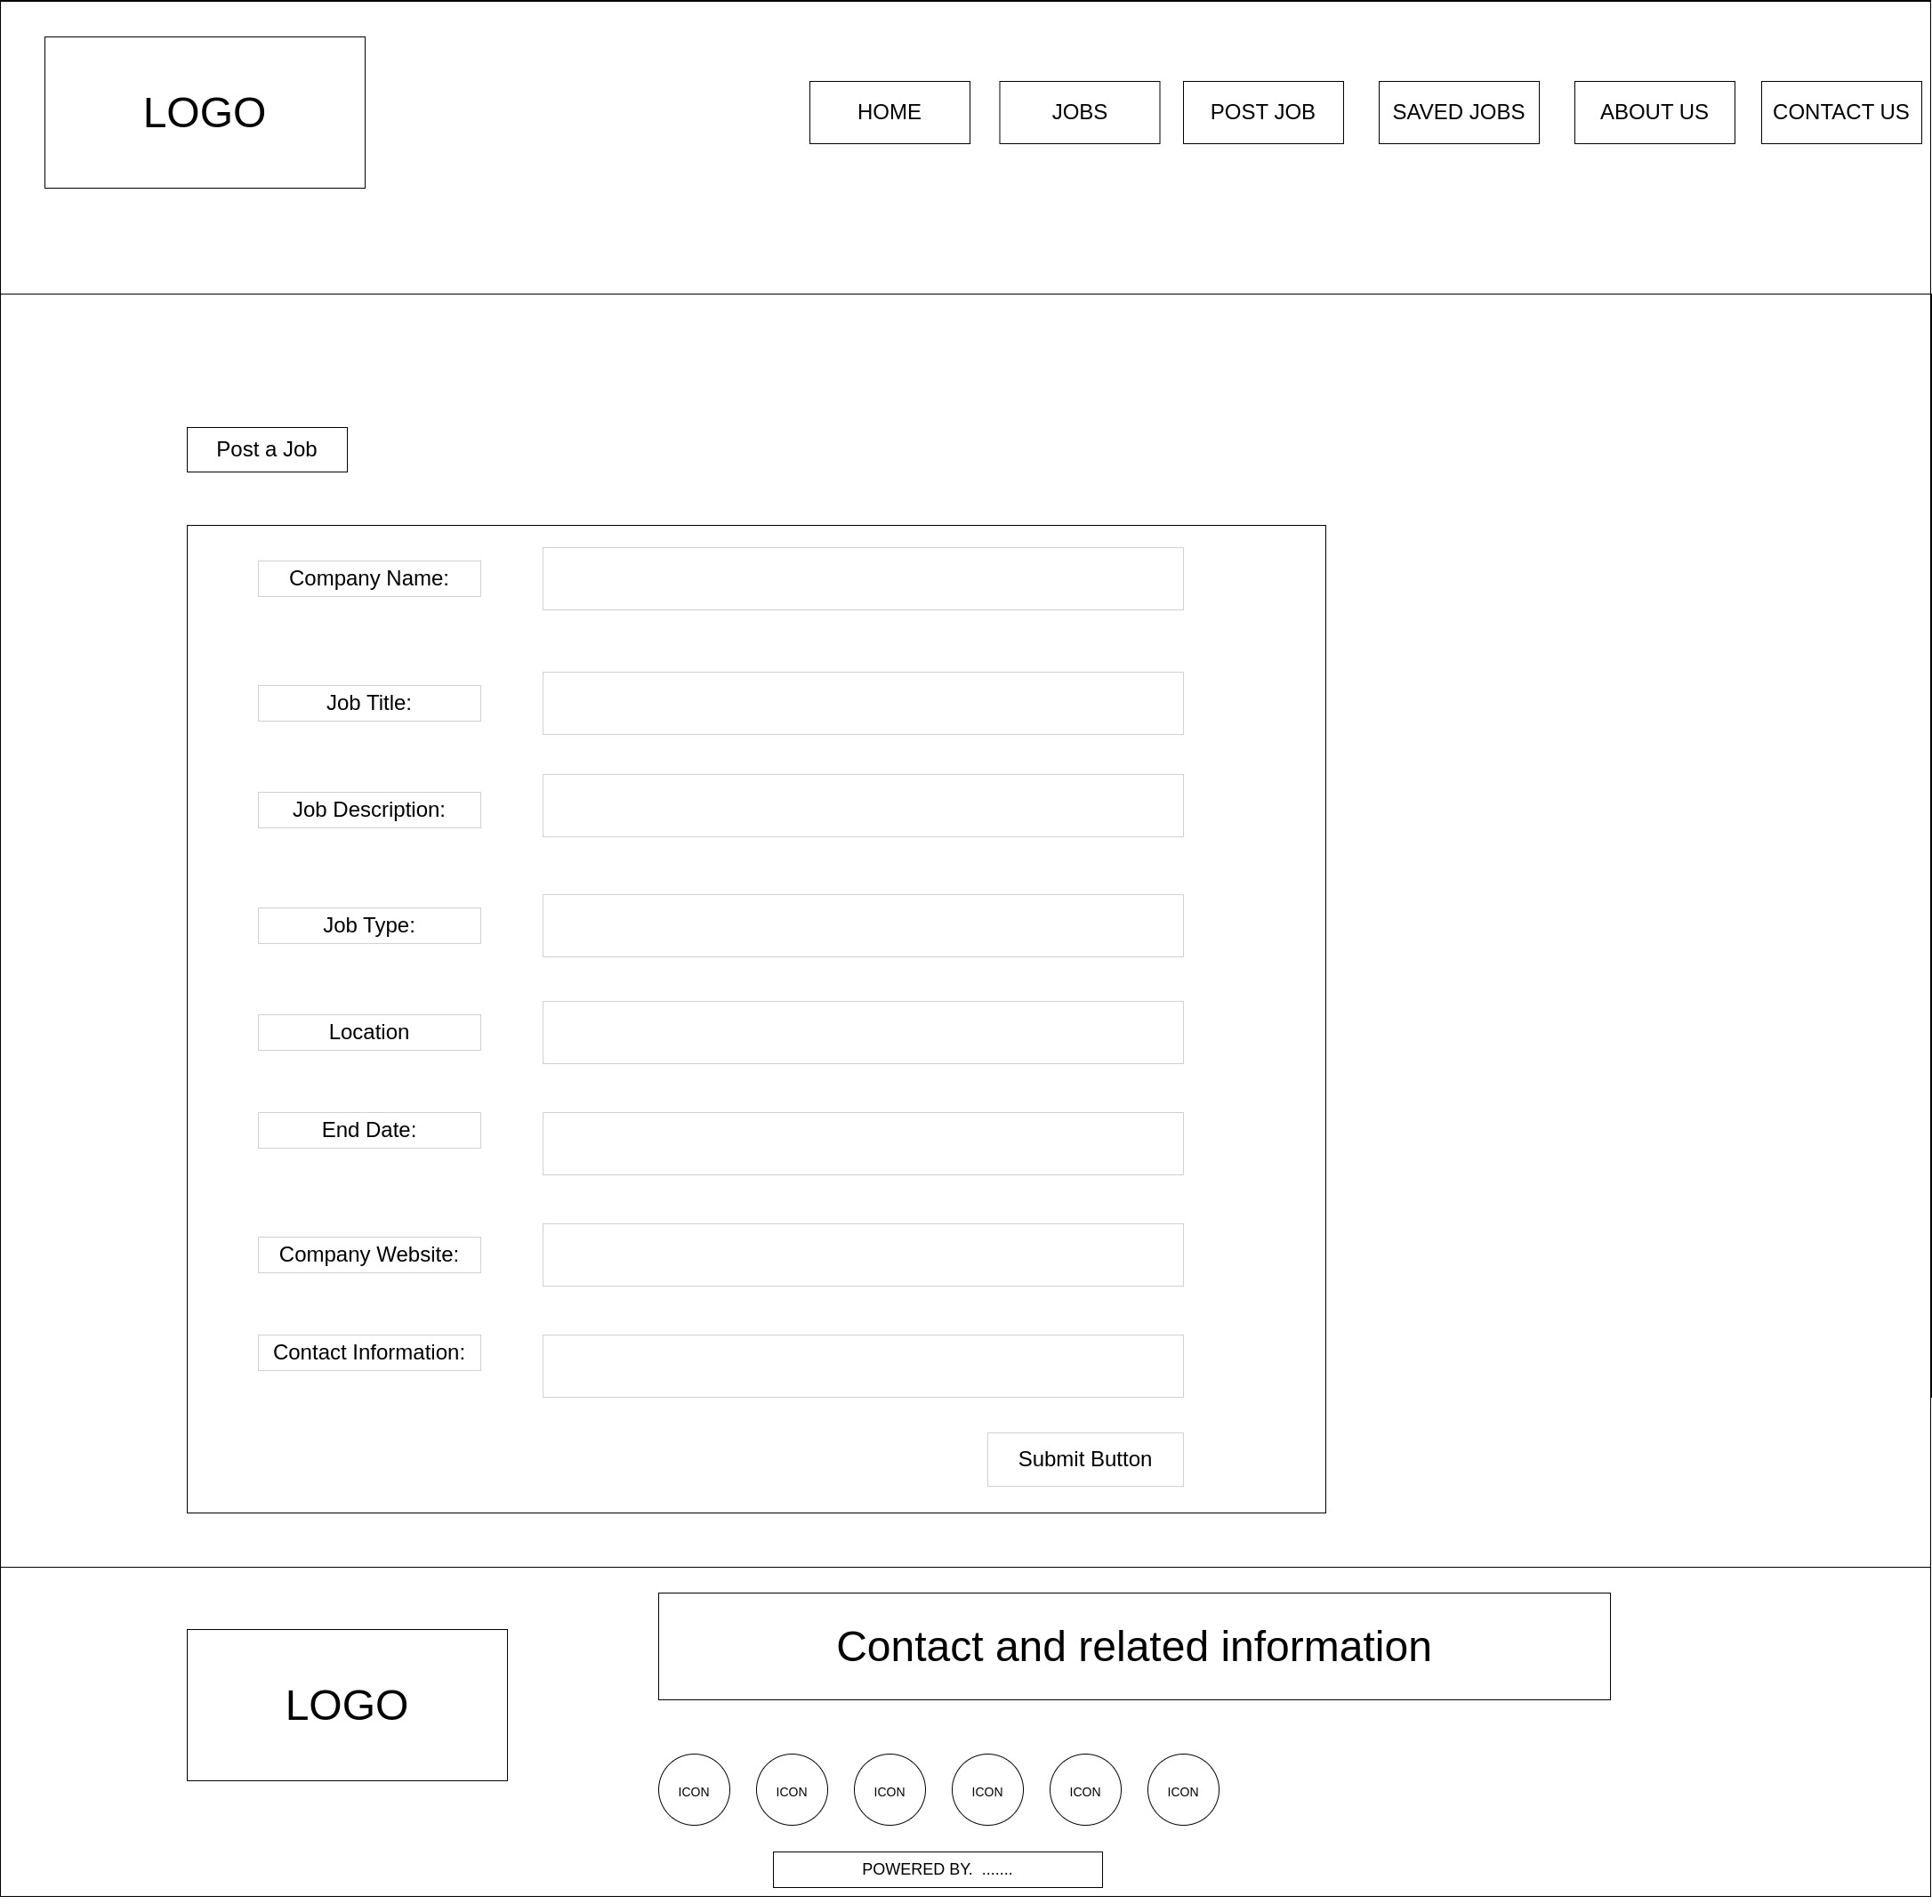 LOGO
HOME
JOBS
POST JOB
SAVED JOBS
ABOUT US
CONTACT US
Post a Job
Company Name:
Job Title:
Job Description:
Job Type:
Location
End Date:
Company Website:
Contact Information:
Submit Button
LOGO
Contact and related information
ICON
ICON
ICON
ICON
ICON
ICON
POWERED BY.  .......